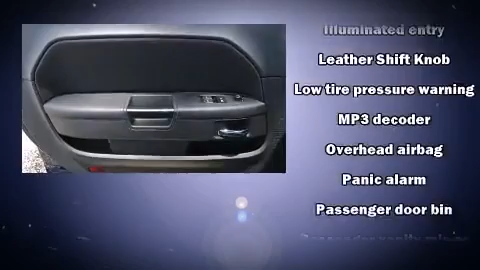 Illuminated entry
Leather Shift Knob
Low tire pressure warning
MP3 decoder
Overhead airbag
Panic alarm
Passenger door bin